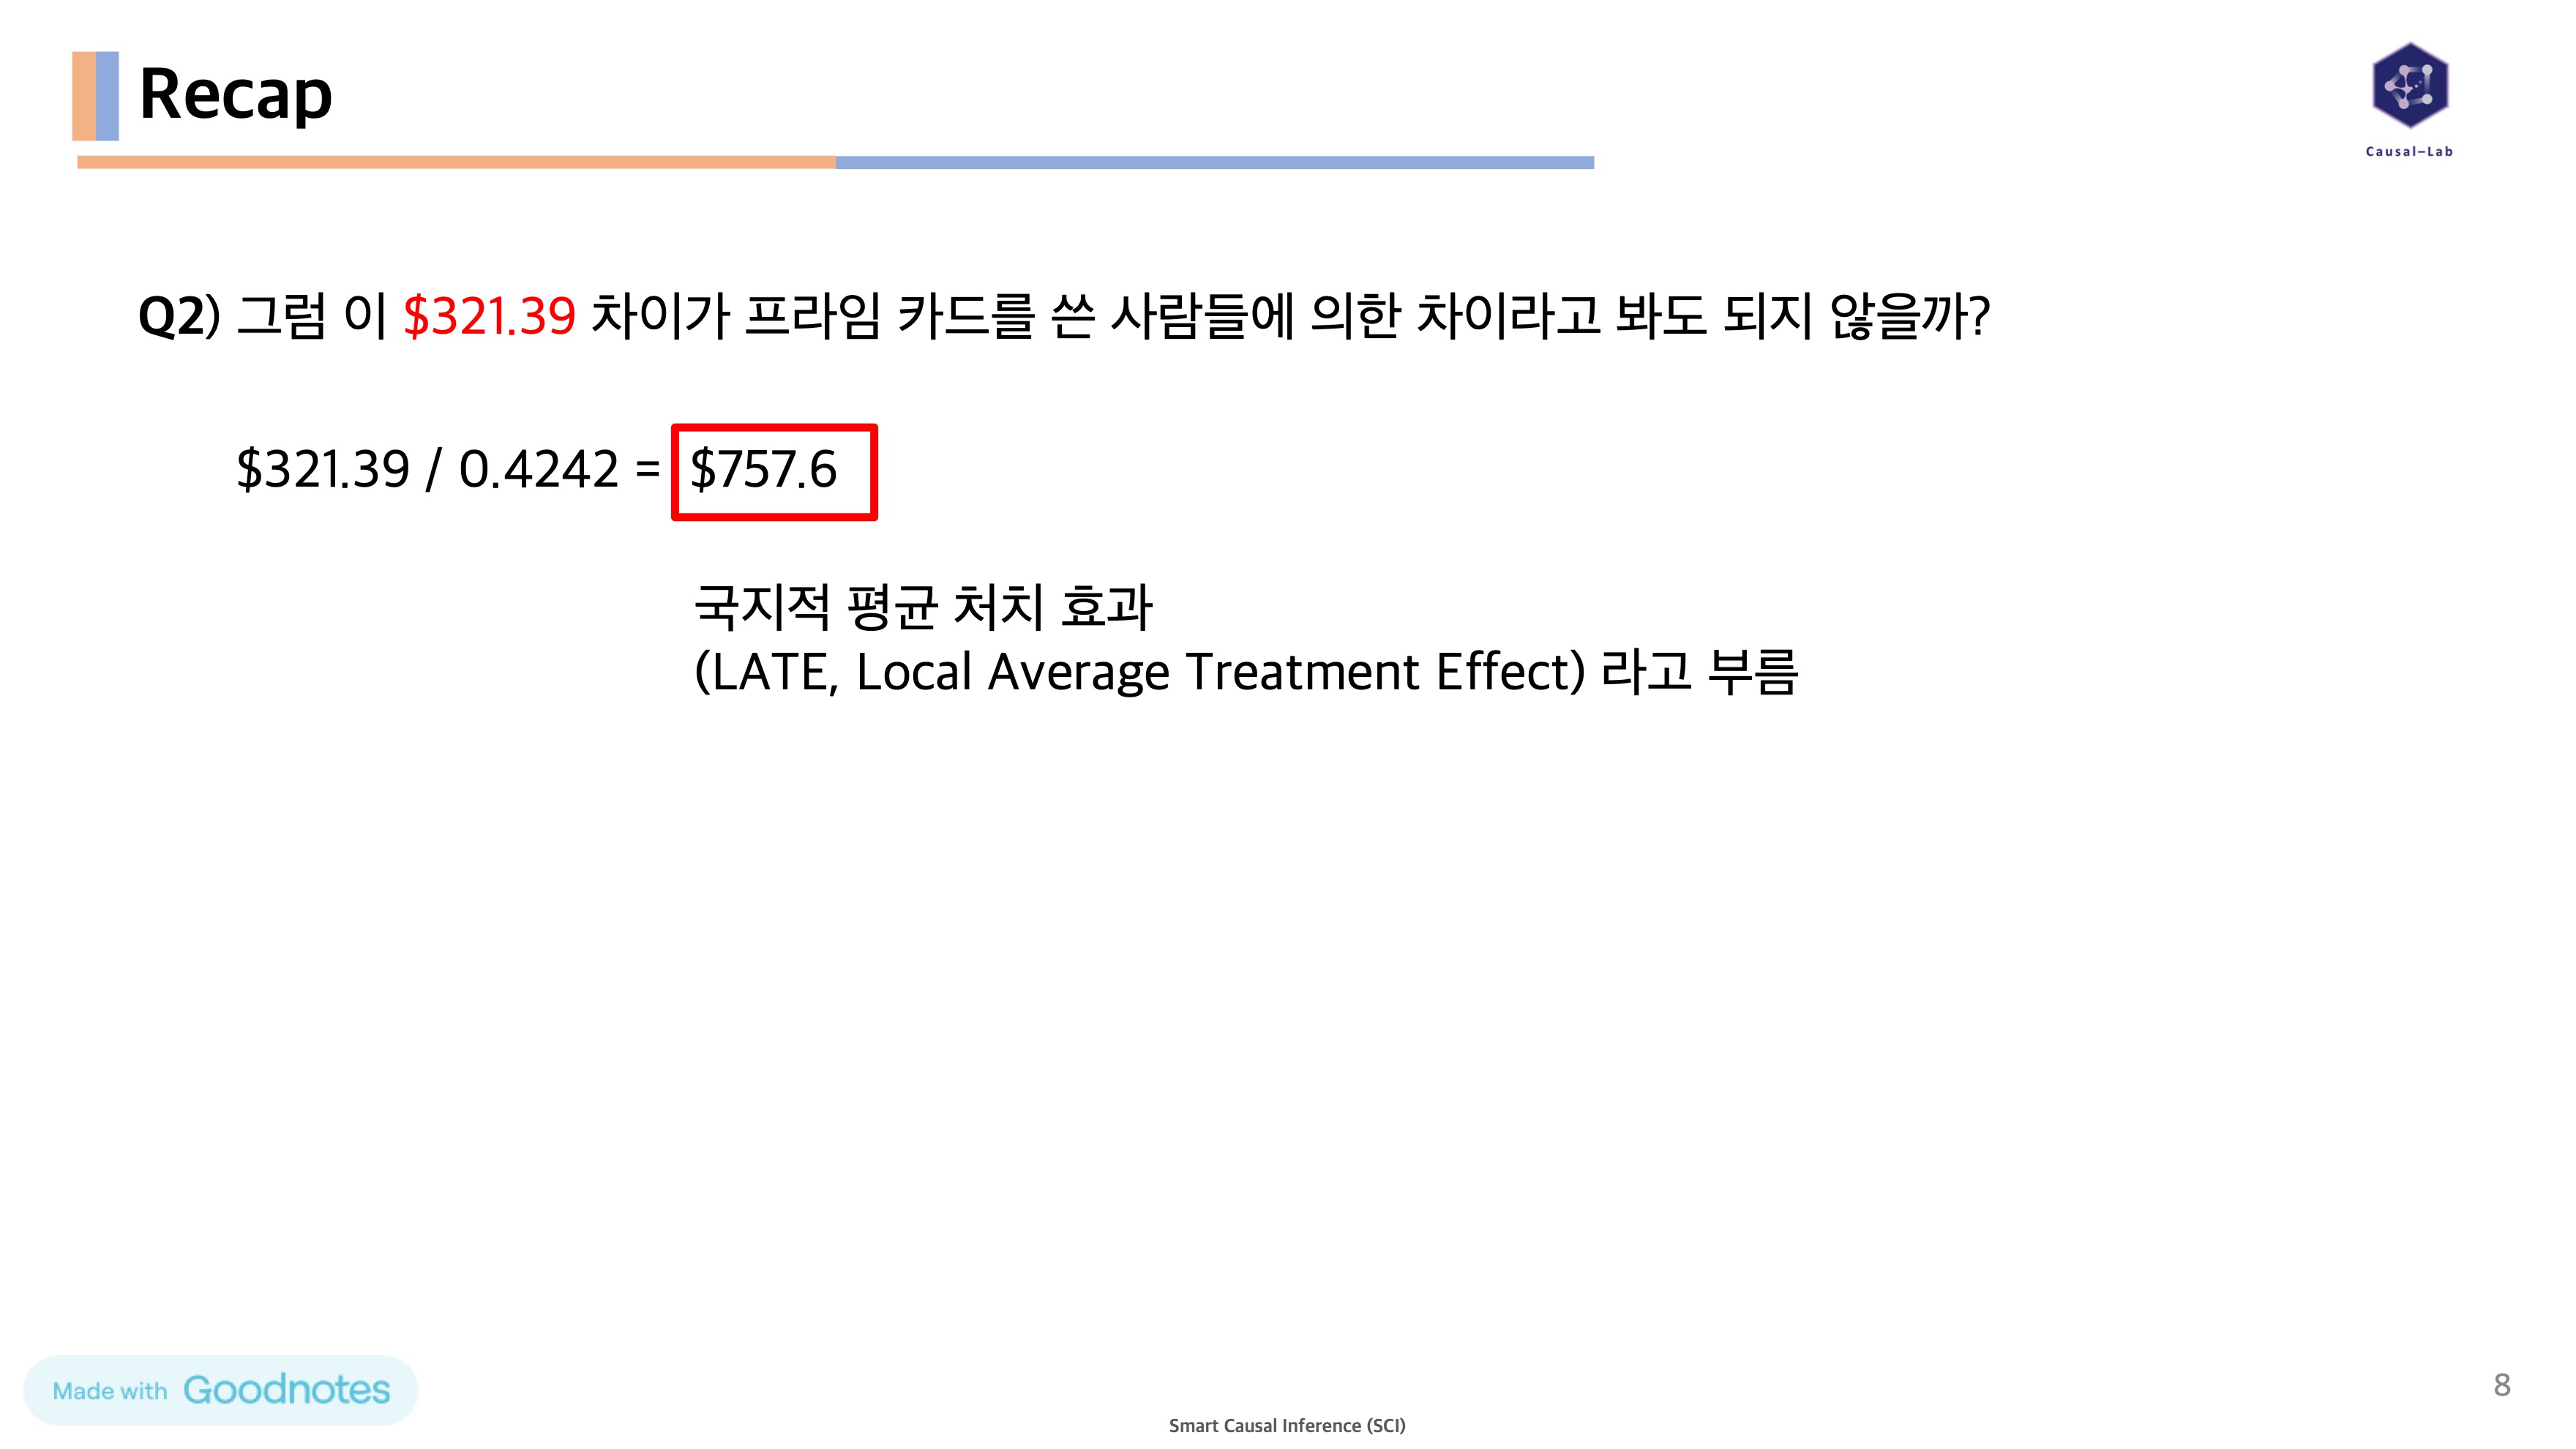 Recap
Causal-Lab
Q2) 그럼 이 $321.39 차이가 프라임 카드를 쓴 사람들에 의한 차이라고 봐도 되지 않을까?
$321.39 / 0.4242 = $757.6
국지적 평균 처치 효과
(LATE, Local Average Treatment Effect) 라고 부름
Made with Goodnotes
8
Smart Causal Inference (SCI)